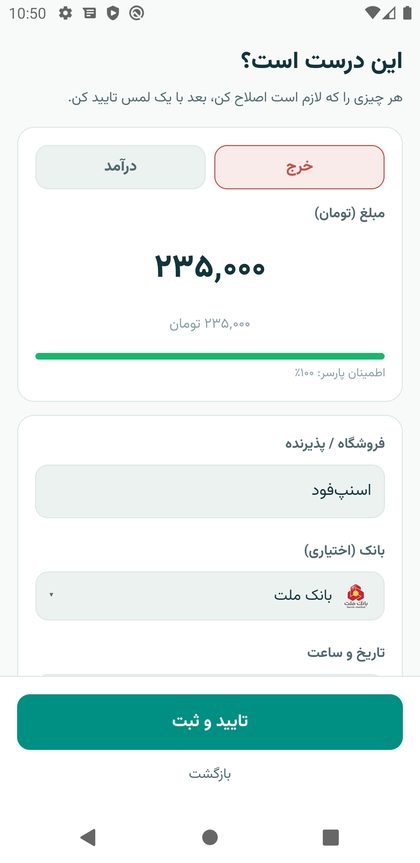 10:50
این درست است؟
هر چیزی را که لازم است اصلاح کن، بعد با یک لمس تایید کن.
خرج
درآمد
مبلغ (تومان)
۲۳۵,۰۰۰
۲۳۵,۰۰۰ تومان
اطمینان پارسر: ۱۰۰٪
فروشگاه / پذیرنده
اسنپ‌فود
بانک (اختیاری)
بانک ملت
بانک ملت
تاریخ و ساعت
تایید و ثبت
بازگشت